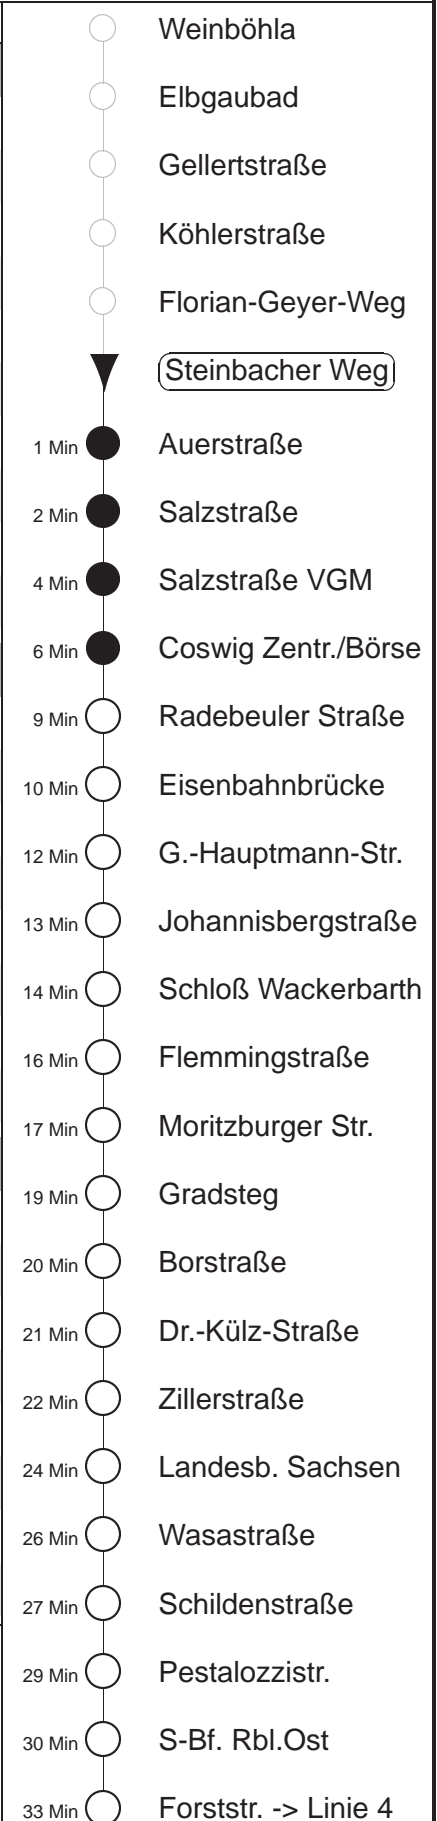 Weinböhla
Elbgaubad
Gellertstraße
Köhlerstraße
Florian-Geyer-Weg
Steinbacher Weg
1 Min Auerstraße
2 Min Salzstraße
4 Min Salzstraße VGM
6 Min Coswig Zentr./Börse
9 Min Radebeuler Straße
10 Min Eisenbahnbrücke
12 Min G.-Hauptmann-Str.
13 Min Johannisbergstraße
14 Min Schloß Wackerbarth
16 Min Flemmingstraße
17 Min Moritzburger Str.
19 Min Gradsteg
20 Min Borstraße
21 Min Dr.-Külz-Straße
22 Min Zillerstraße
24 Min Landesb. Sachsen
26 Min Wasastraße
27 Min Schildenstraße
29 Min Pestalozzistr.
30 Min S-Bf. Rbl.Ost
33 Min Forststr. -> Linie 4